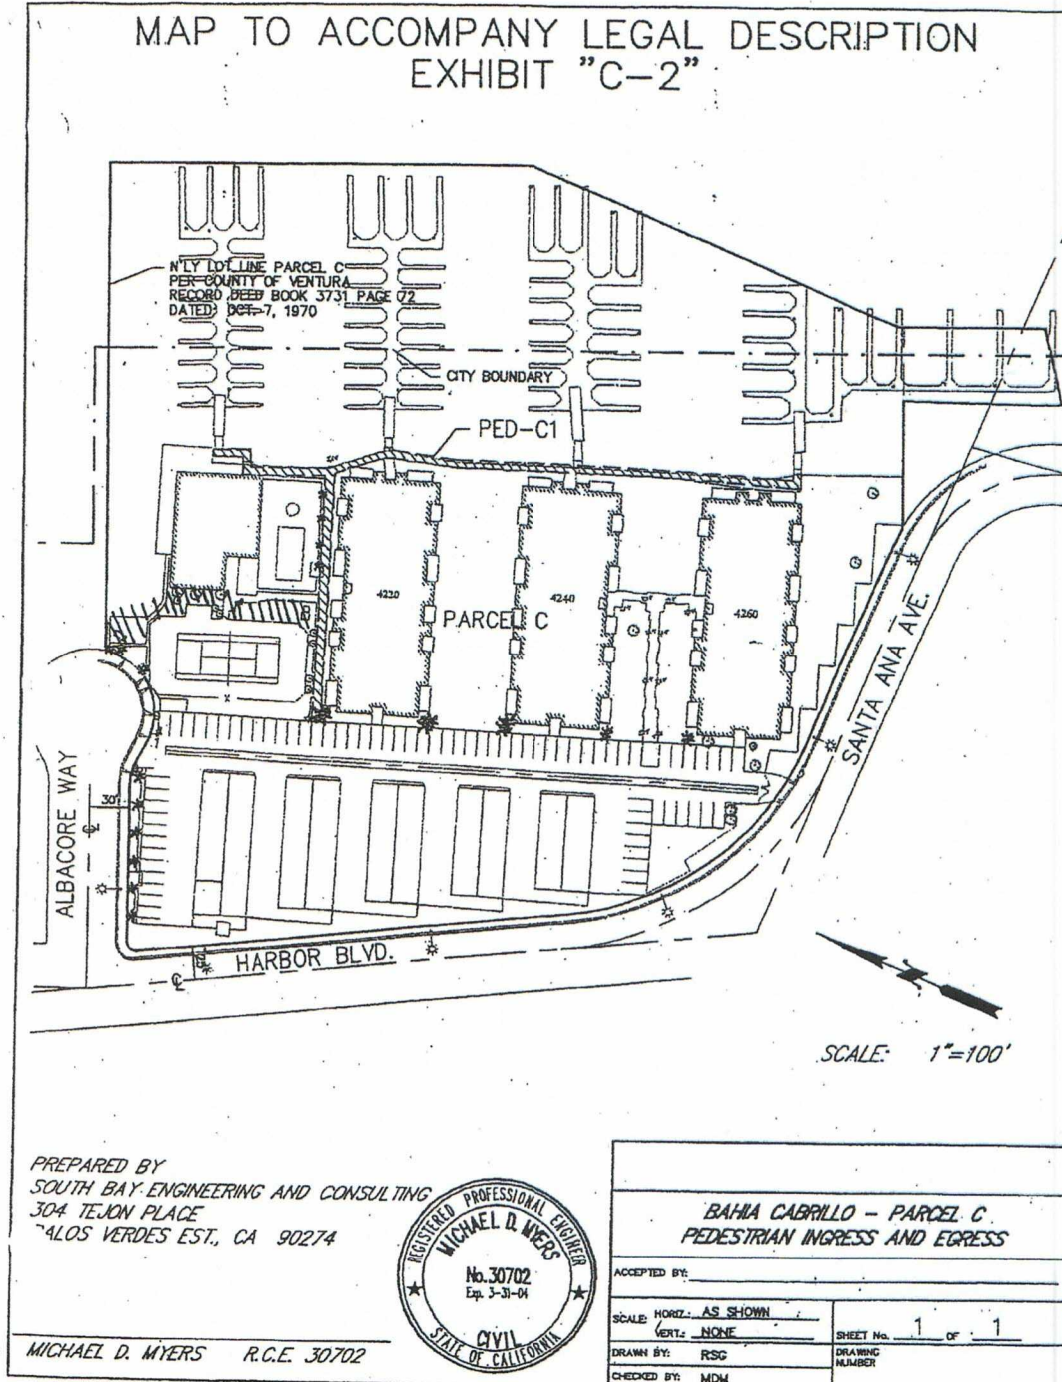 MAP TO ACCOMPANY LEGAL DESCRIPTION
EXHIBIT "C-2"
N'LY LOT LINE PARCEL C
PER COUNTY OF VENTURA
RECORD DEED BOOK 3731 PAGE 72
DATED: OCT-7, 1970
CITY BOUNDARY
PED-C1
4220
4240
4260
PARCEL C
SANTA ANA AVE.
ALBACORE WAY
30'
HARBOR BLVD.
SCALE: 1"=100'
PREPARED BY
SOUTH BAY ENGINEERING AND CONSULTING
304 TEJON PLACE
ALOS VERDES EST., CA 90274
REGISTERED PROFESSIONAL ENGINEER
MICHAEL D. MYERS
No. 30702
Exp. 3-31-04
CIVIL
STATE OF CALIFORNIA
MICHAEL D. MYERS R.C.E. 30702
BAHIA CABRILLO - PARCEL C
PEDESTRIAN INGRESS AND EGRESS
ACCEPTED BY:
SCALE: HORIZ.: AS SHOWN
VERT.: NONE
SHEET No. 1 OF 1
DRAWN BY: RSG
DRAWING
NUMBER
CHECKED BY: MDM